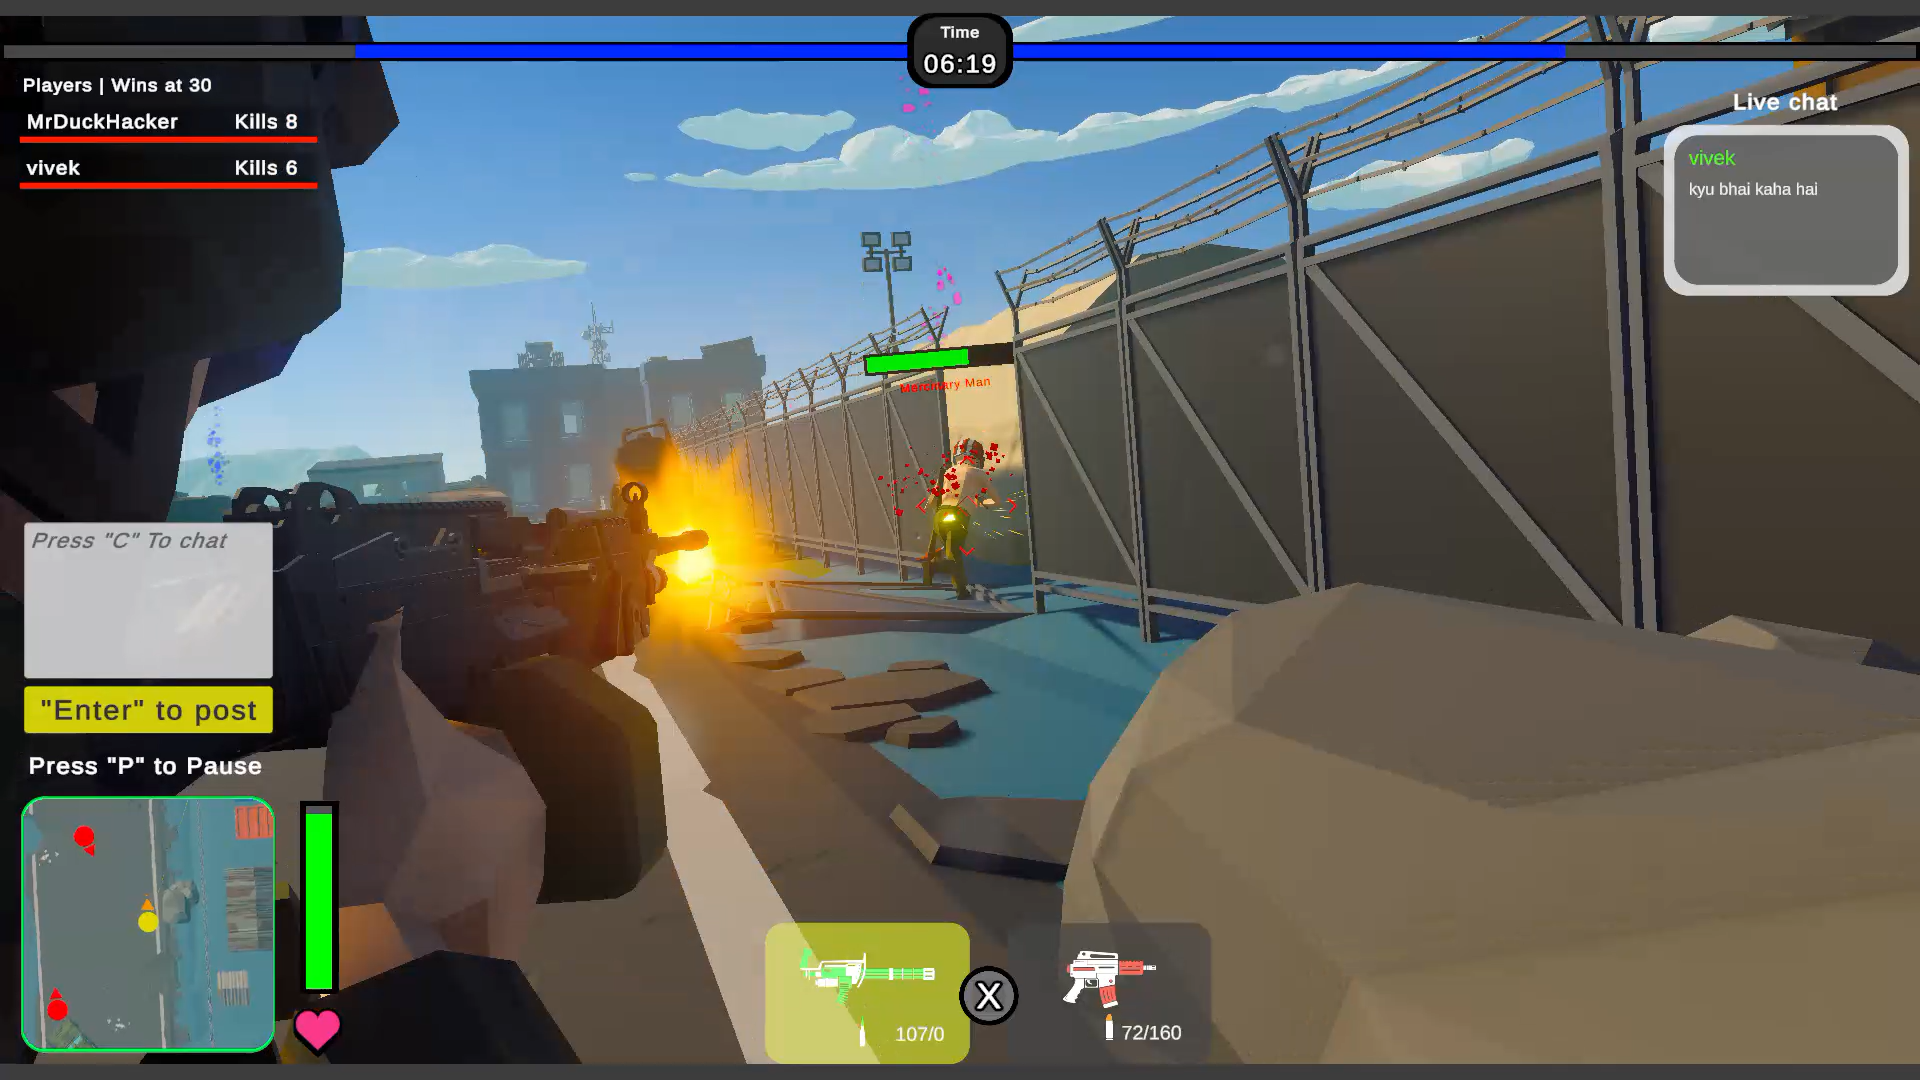 Time
06:19
Players | Wins at 30
MrDuckHacker Kills 8
vivek Kills 6
Live chat
vivek
kyu bhai kaha hai
Mercinary Man
Press "C" To chat
"Enter" to post
Press "P" to Pause
X
107/0
72/160